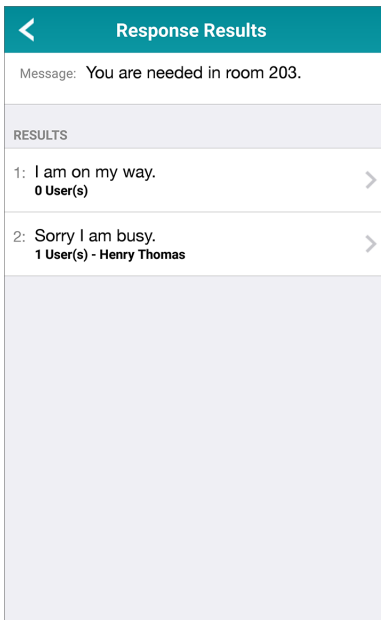 Response Results
Message: You are needed in room 203.
RESULTS
1: I am on my way.
0 User(s)
2: Sorry I am busy.
1 User(s) - Henry Thomas